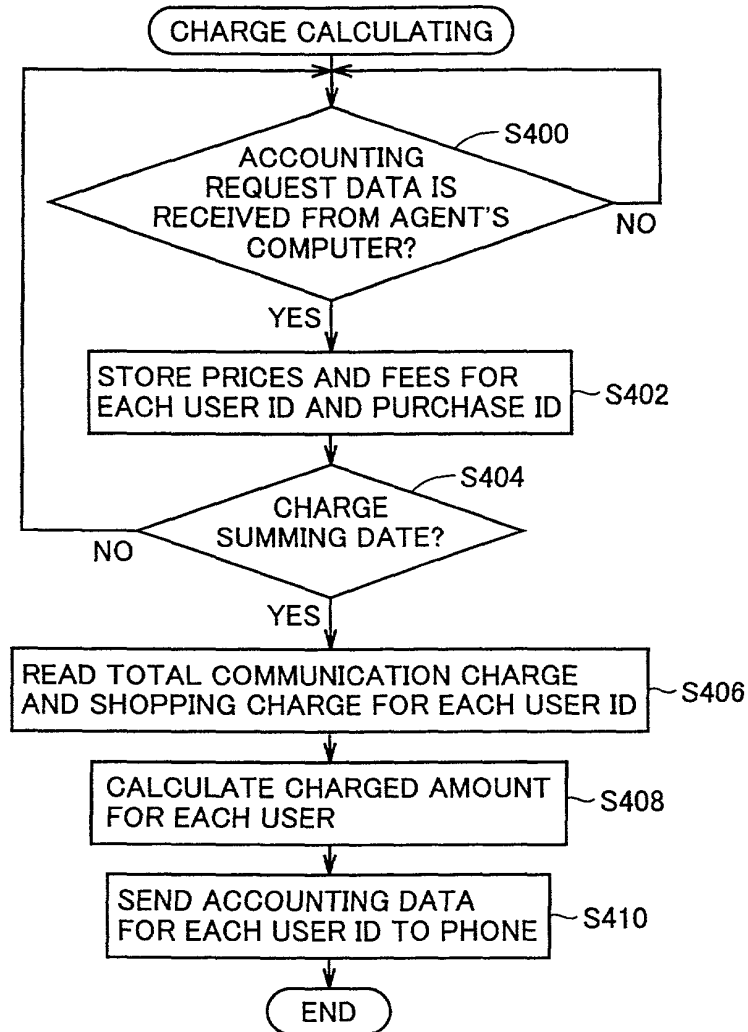 CHARGE CALCULATING
S400
ACCOUNTING
REQUEST DATA IS
RECEIVED FROM AGENT'S
COMPUTER?
NO
YES
STORE PRICES AND FEES FOR
EACH USER ID AND PURCHASE ID
S402
S404
CHARGE
SUMMING DATE?
NO
YES
READ TOTAL COMMUNICATION CHARGE
AND SHOPPING CHARGE FOR EACH USER ID
S406
CALCULATE CHARGED AMOUNT
FOR EACH USER
S408
SEND ACCOUNTING DATA
FOR EACH USER ID TO PHONE
S410
END